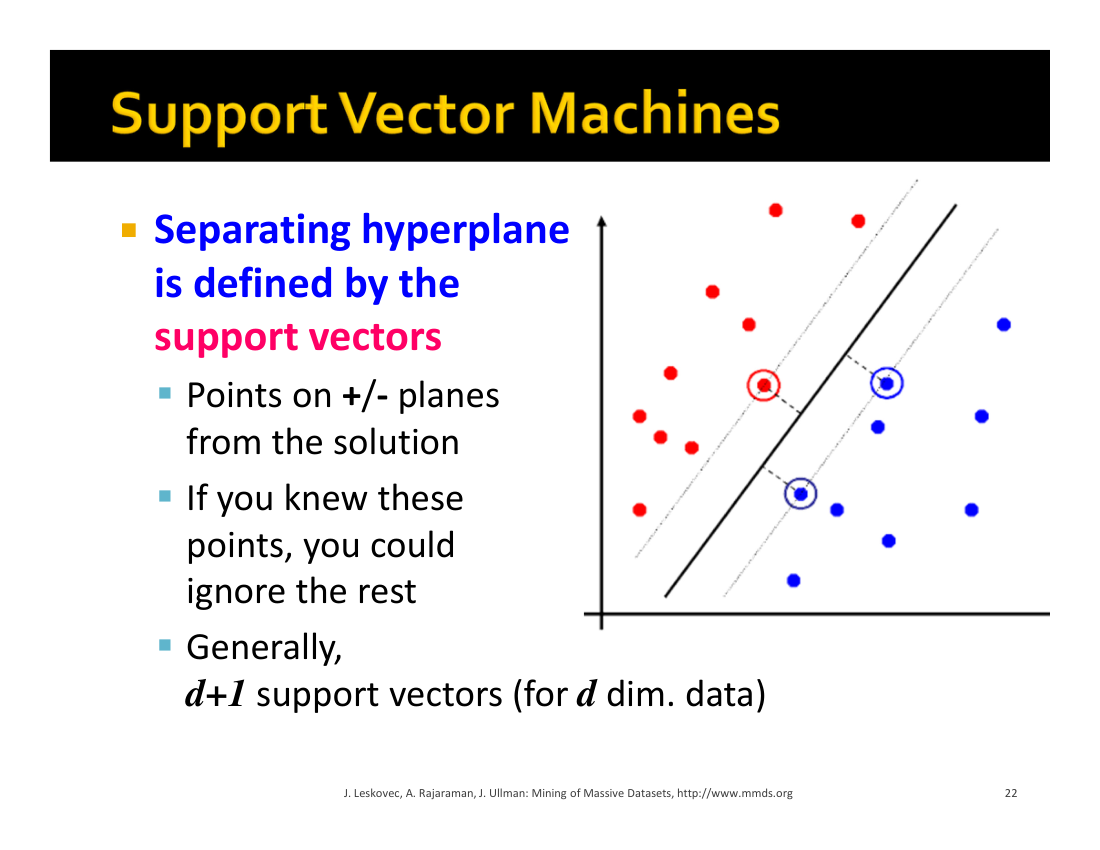 Support Vector Machines
Separating hyperplane
is defined by the
support vectors
Points on +/- planes
from the solution
If you knew these
points, you could
ignore the rest
Generally,
d+1 support vectors (for d dim. data)
J. Leskovec, A. Rajaraman, J. Ullman: Mining of Massive Datasets, http://www.mmds.org
22